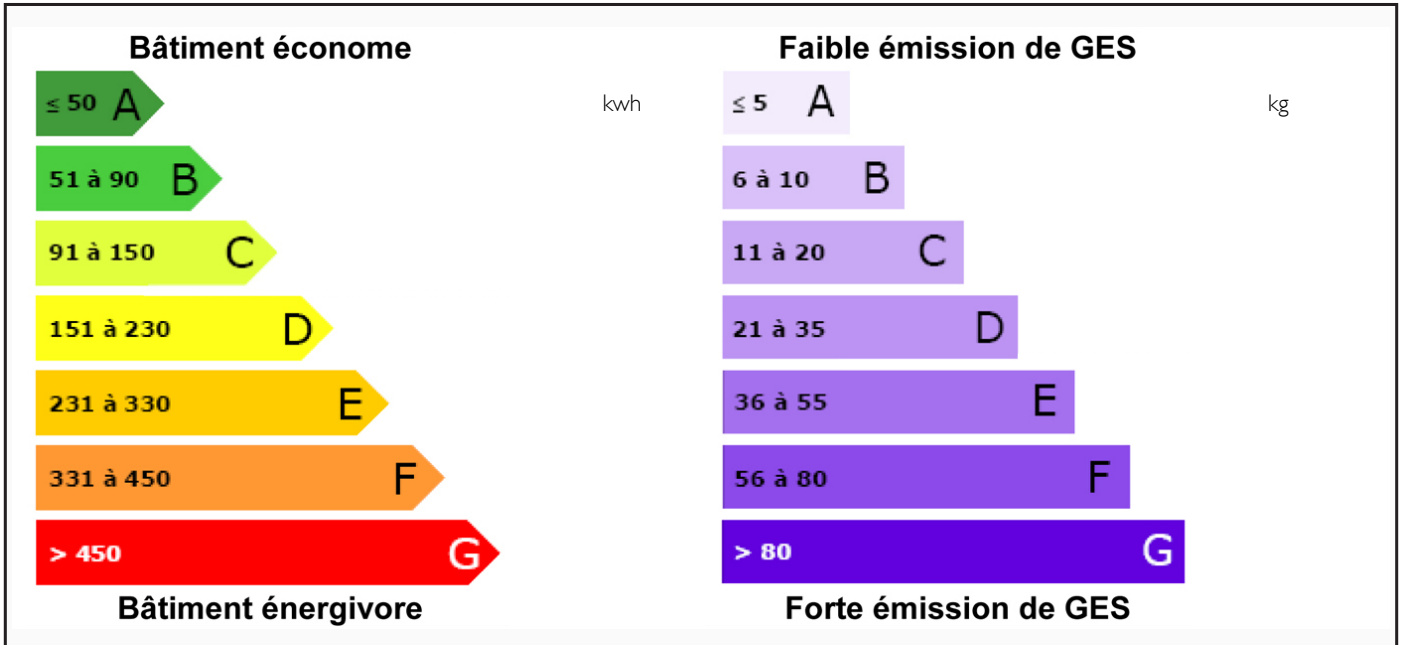 Bâtiment économe
≤ 50 A
kwh
51 à 90 B
91 à 150 C
151 à 230 D
231 à 330 E
331 à 450 F
> 450 G
Bâtiment énergivore
Faible émission de GES
≤ 5 A
kg
6 à 10 B
11 à 20 C
21 à 35 D
36 à 55 E
56 à 80 F
> 80 G
Forte émission de GES